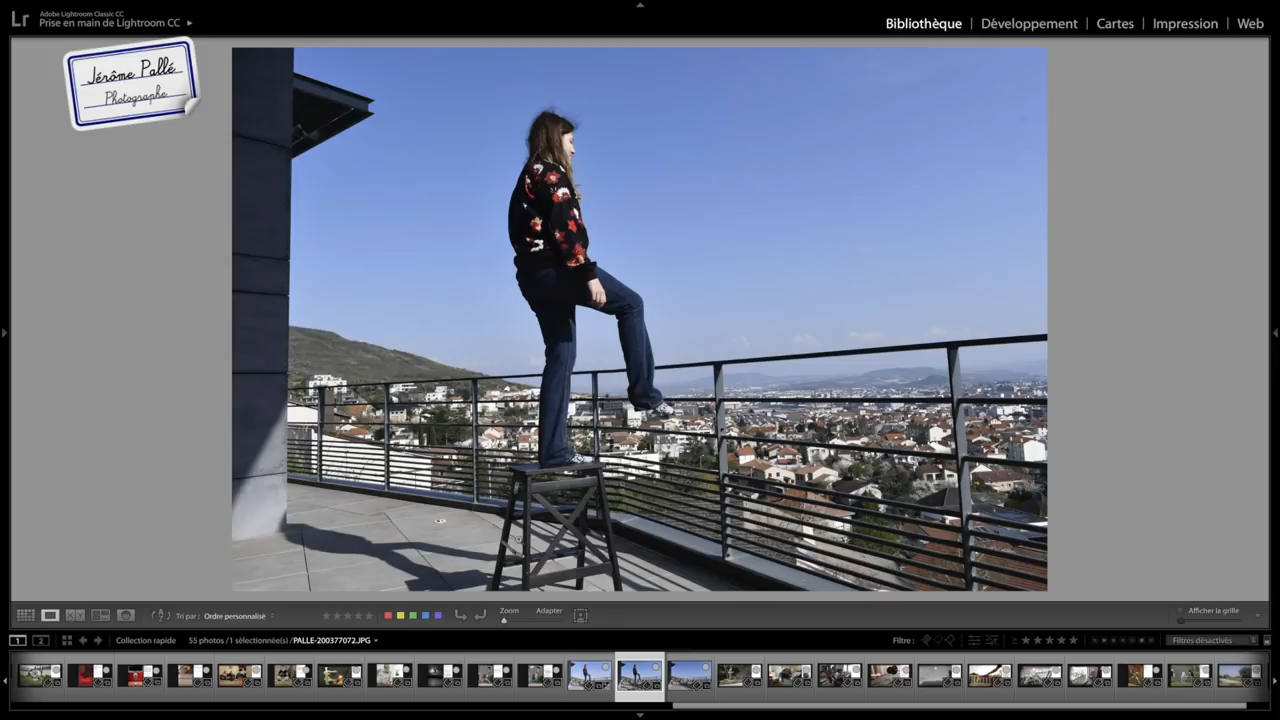 Lr
Adobe Lightroom Classic CC
Prise en main de Lightroom CC
Bibliothèque | Développement | Cartes | Impression | Web
Jérôme Pallé
Photographe
Tri par : Ordre personnalisé
Zoom
Adapter
Afficher la grille
1 2
Collection rapide
55 photos /1 sélectionnée(s) /PALLE-200377072.JPG
Filtre :
Filtres désactivés